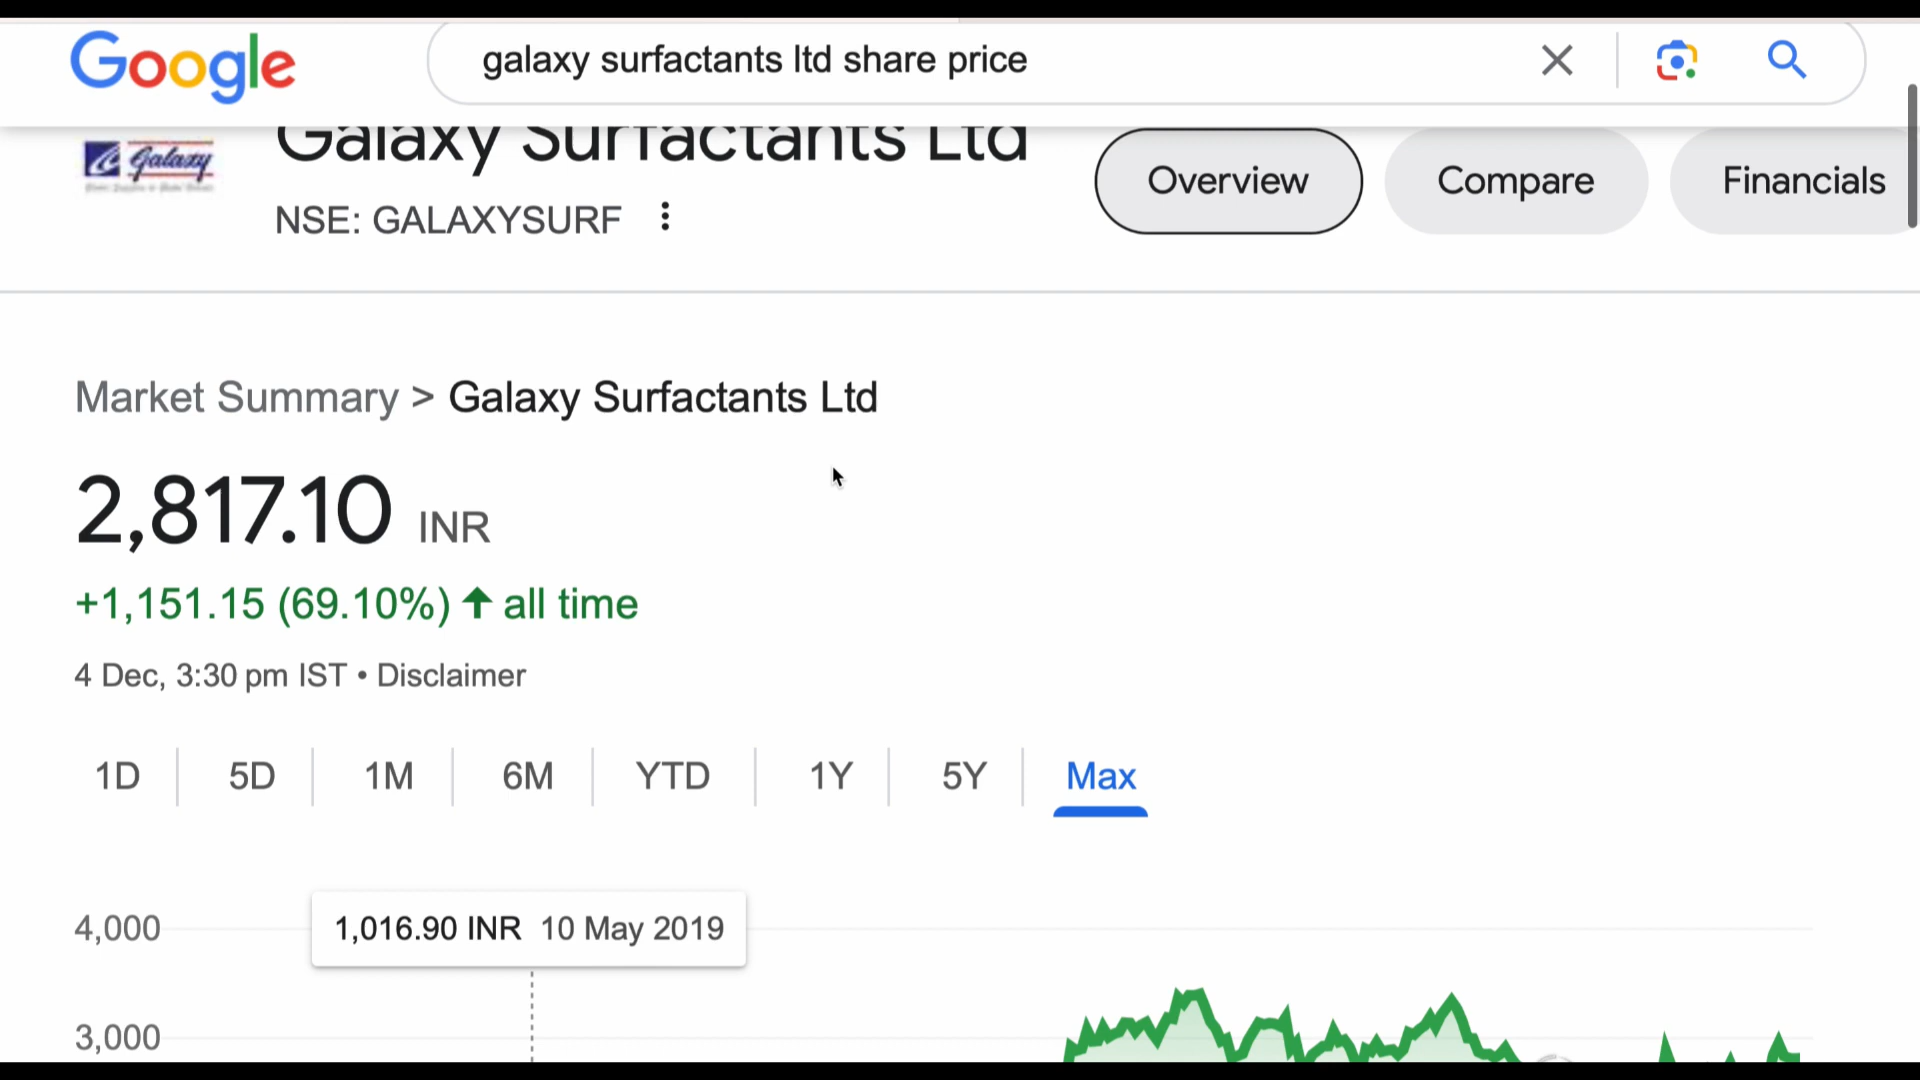 Google
galaxy surfactants ltd share price
Galaxy
Galaxy Surfactants Ltd
NSE: GALAXYSURF
Overview
Compare
Financials
Market Summary > Galaxy Surfactants Ltd
2,817.10 INR
+1,151.15 (69.10%) ↑ all time
4 Dec, 3:30 pm IST • Disclaimer
1D 5D 1M 6M YTD 1Y 5Y Max
4,000
1,016.90 INR 10 May 2019
3,000